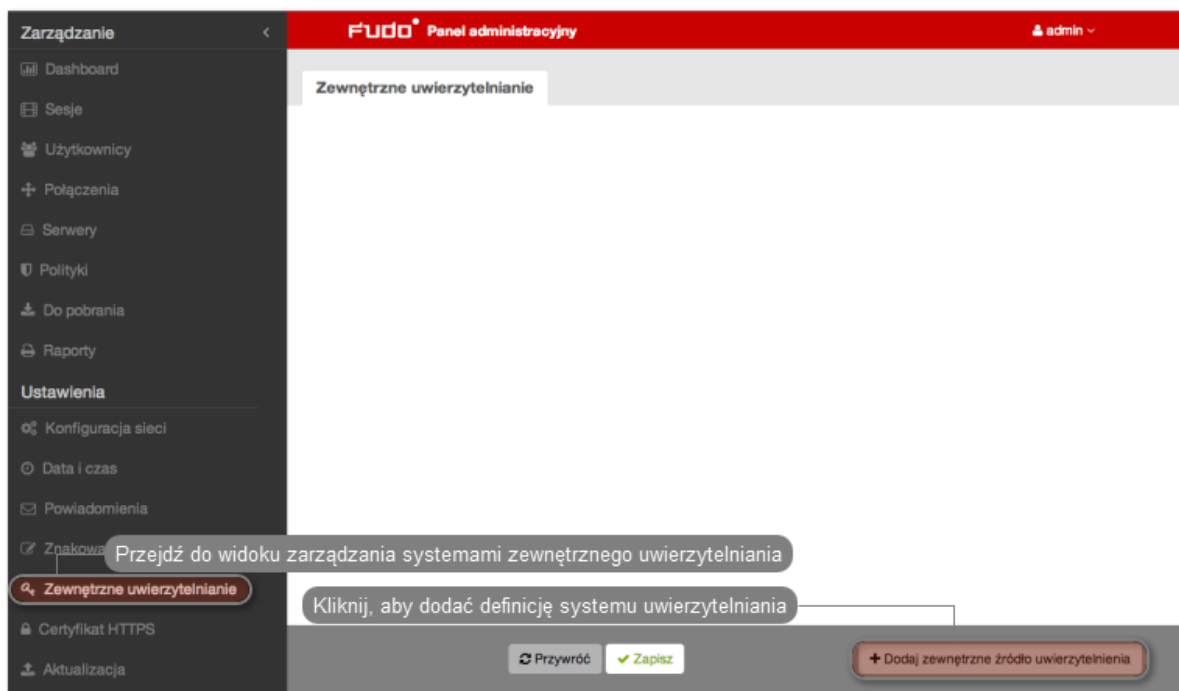 Zarządzanie
FUDO Panel administracyjny
admin
Dashboard
Zewnętrzne uwierzytelnianie
Sesje
Użytkownicy
Połączenia
Serwery
Polityki
Do pobrania
Raporty
Ustawienia
Konfiguracja sieci
Data i czas
Powiadomienia
Przejdź do widoku zarządzania systemami zewnętrznego uwierzytelniania
Zewnętrzne uwierzytelnianie
Kliknij, aby dodać definicję systemu uwierzytelniania
Certyfikat HTTPS
Przywróć
Zapisz
+ Dodaj zewnętrzne źródło uwierzytelnienia
Aktualizacja